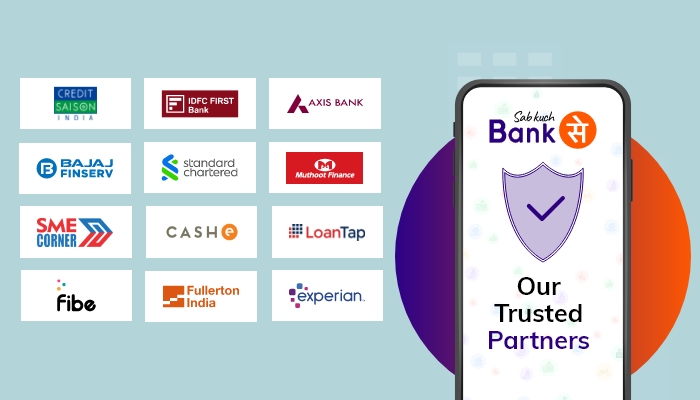 CREDIT
SAISON
INDIA
IDFC FIRST
Bank
AXIS BANK
BAJAJ
FINSERV
standard
chartered
Muthoot Finance
SME
CORNER
CASHe
LoanTap
fibe
Fullerton
India
experian.
Sab kuch
Bank से
Our
Trusted
Partners